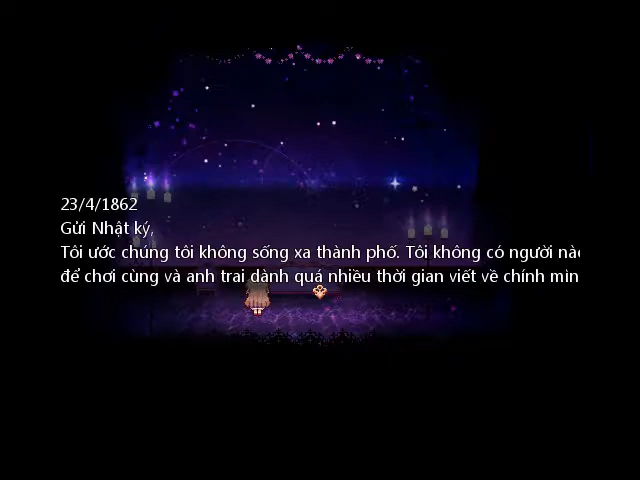 23/4/1862
Gửi Nhật ký,
Tôi ước chúng tôi không sống xa thành phố. Tôi không có người
để chơi cùng và anh trai dành quá nhiều thời gian viết về chính